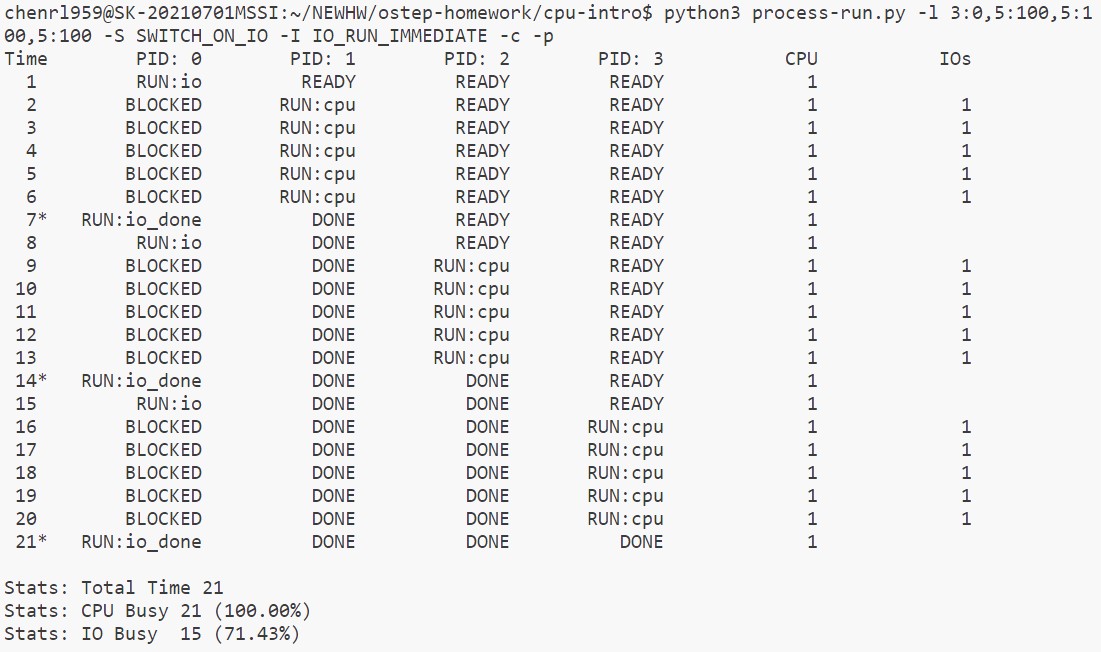 chenrl959@SK-20210701MSSI:~/NEWHW/ostep-homework/cpu-intro$ python3 process-run.py -l 3:0,5:100,5:1
00,5:100 -S SWITCH_ON_IO -I IO_RUN_IMMEDIATE -c -p
Time PID: 0 PID: 1 PID: 2 PID: 3 CPU IOs
1 RUN:io READY READY READY 1
2 BLOCKED RUN:cpu READY READY 1 1
3 BLOCKED RUN:cpu READY READY 1 1
4 BLOCKED RUN:cpu READY READY 1 1
5 BLOCKED RUN:cpu READY READY 1 1
6 BLOCKED RUN:cpu READY READY 1 1
7* RUN:io_done DONE READY READY 1
8 RUN:io DONE READY READY 1
9 BLOCKED DONE RUN:cpu READY 1 1
10 BLOCKED DONE RUN:cpu READY 1 1
11 BLOCKED DONE RUN:cpu READY 1 1
12 BLOCKED DONE RUN:cpu READY 1 1
13 BLOCKED DONE RUN:cpu READY 1 1
14* RUN:io_done DONE DONE READY 1
15 RUN:io DONE DONE READY 1
16 BLOCKED DONE DONE RUN:cpu 1 1
17 BLOCKED DONE DONE RUN:cpu 1 1
18 BLOCKED DONE DONE RUN:cpu 1 1
19 BLOCKED DONE DONE RUN:cpu 1 1
20 BLOCKED DONE DONE RUN:cpu 1 1
21* RUN:io_done DONE DONE DONE 1
Stats: Total Time 21
Stats: CPU Busy 21 (100.00%)
Stats: IO Busy  15 (71.43%)